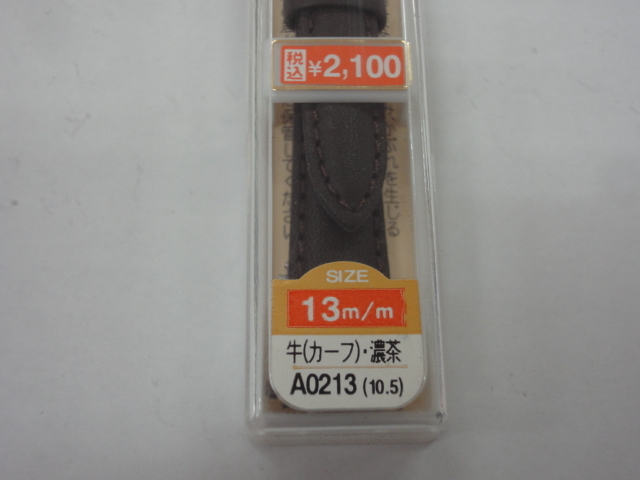 税込 ¥2,100
SIZE
13m/m
牛(カーフ)・濃茶
A0213 (10.5)